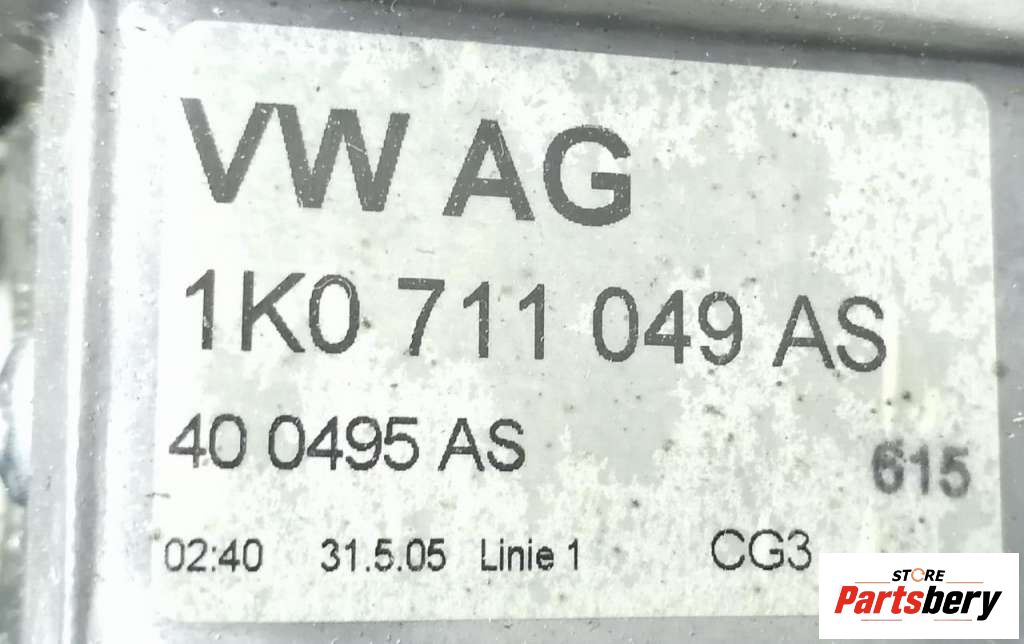 VW AG
1K0 711 049 AS
40 0495 AS 615
02:40 31.5.05 Linie 1 CG3
STORE
Partsbery